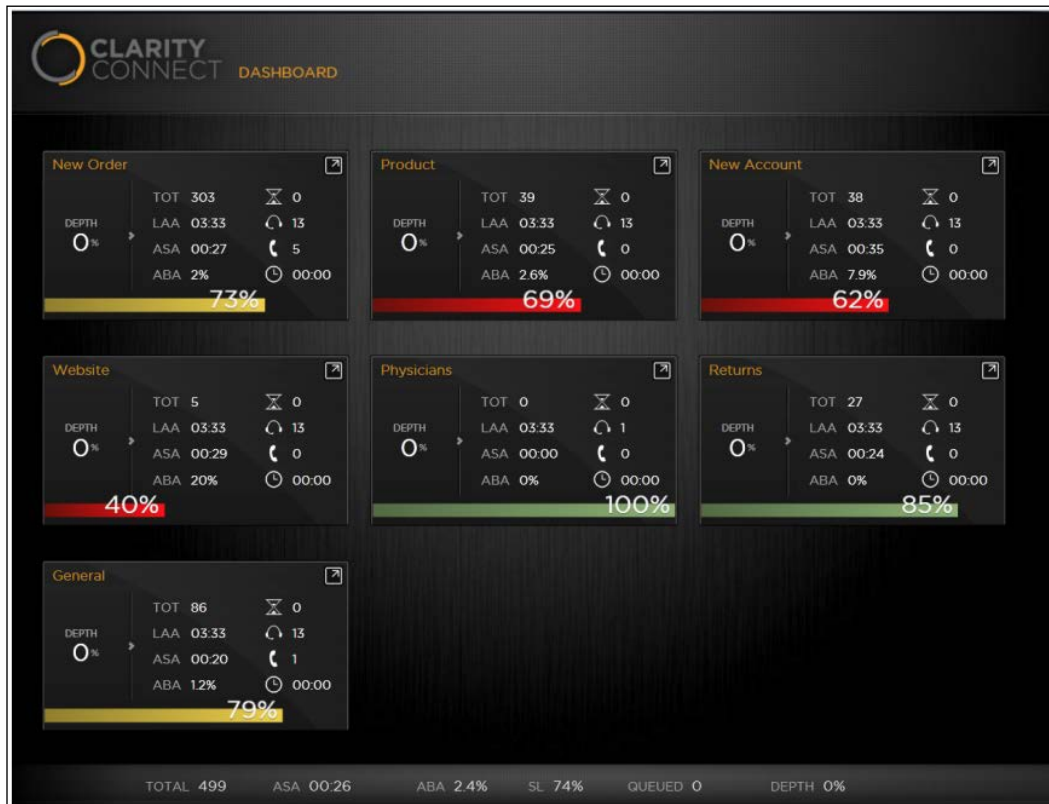 CLARITY
CONNECT DASHBOARD
New Order
DEPTH
0%
TOT 303 0
LAA 03:33 13
ASA 00:27 5
ABA 2% 00:00
73%
Product
DEPTH
0%
TOT 39 0
LAA 03:33 13
ASA 00:25 0
ABA 2.6% 00:00
69%
New Account
DEPTH
0%
TOT 38 0
LAA 03:33 13
ASA 00:35 0
ABA 7.9% 00:00
62%
Website
DEPTH
0%
TOT 5 0
LAA 03:33 13
ASA 00:29 0
ABA 20% 00:00
40%
Physicians
DEPTH
0%
TOT 0 0
LAA 03:33 1
ASA 00:00 0
ABA 0% 00:00
100%
Returns
DEPTH
0%
TOT 27 0
LAA 03:33 13
ASA 00:24 0
ABA 0% 00:00
85%
General
DEPTH
0%
TOT 86 0
LAA 03:33 13
ASA 00:20 1
ABA 1.2% 00:00
79%
TOTAL 499 ASA 00:26 ABA 2.4% SL 74% QUEUED 0 DEPTH 0%